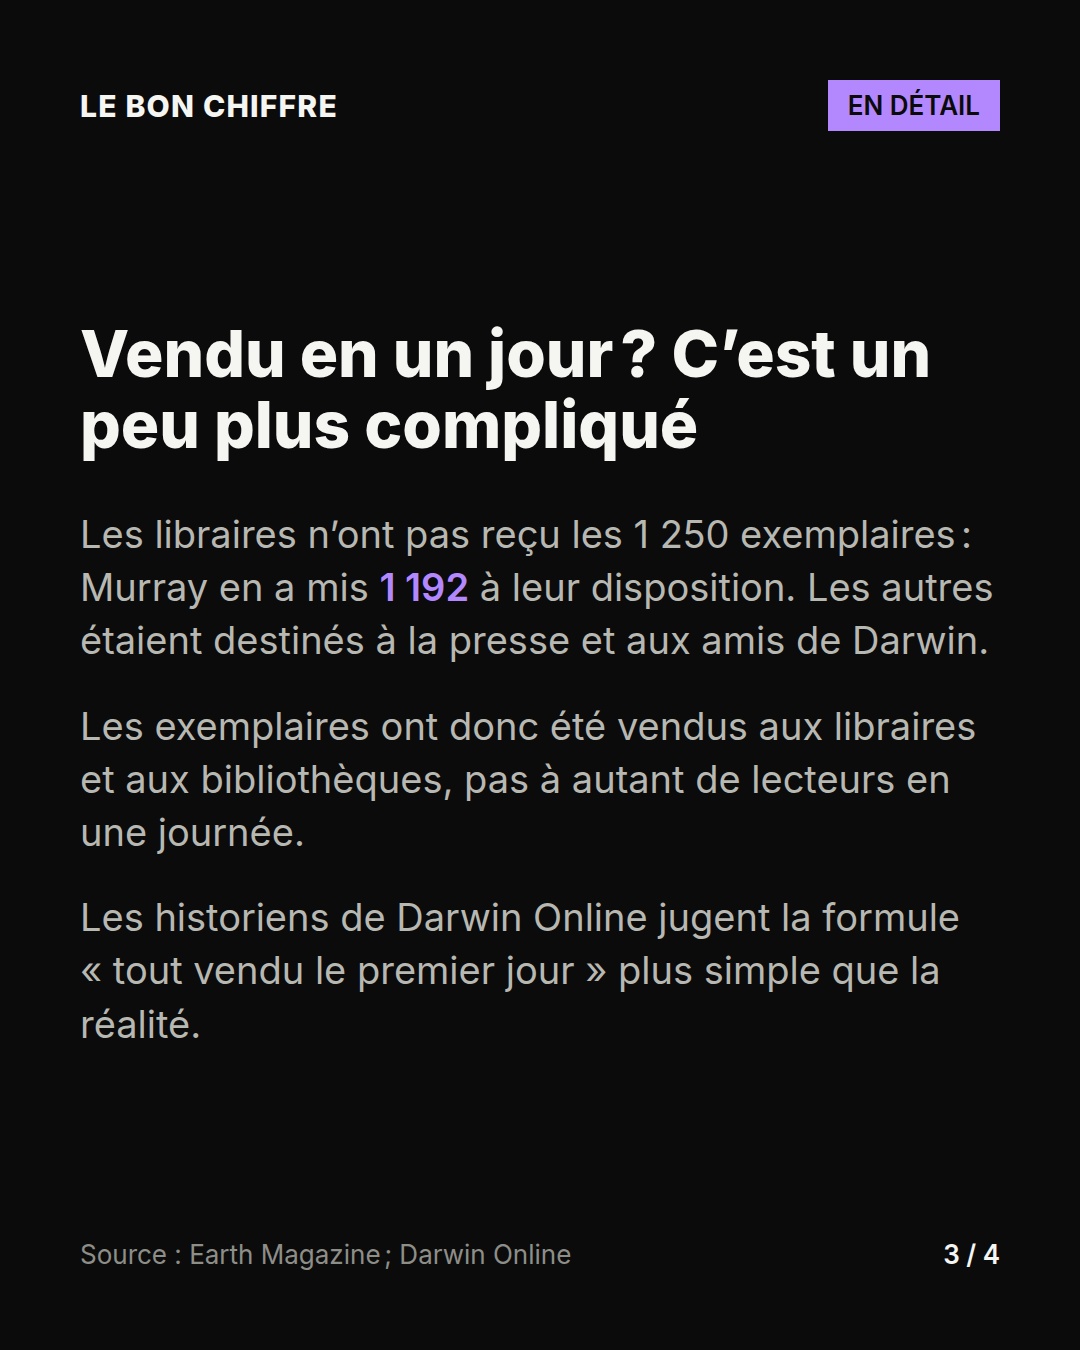 LE BON CHIFFRE
EN DÉTAIL
Vendu en un jour ? C’est un
peu plus compliqué
Les libraires n’ont pas reçu les 1 250 exemplaires :
Murray en a mis 1 192 à leur disposition. Les autres
étaient destinés à la presse et aux amis de Darwin.
Les exemplaires ont donc été vendus aux libraires
et aux bibliothèques, pas à autant de lecteurs en
une journée.
Les historiens de Darwin Online jugent la formule
« tout vendu le premier jour » plus simple que la
réalité.
Source : Earth Magazine ; Darwin Online
3 / 4